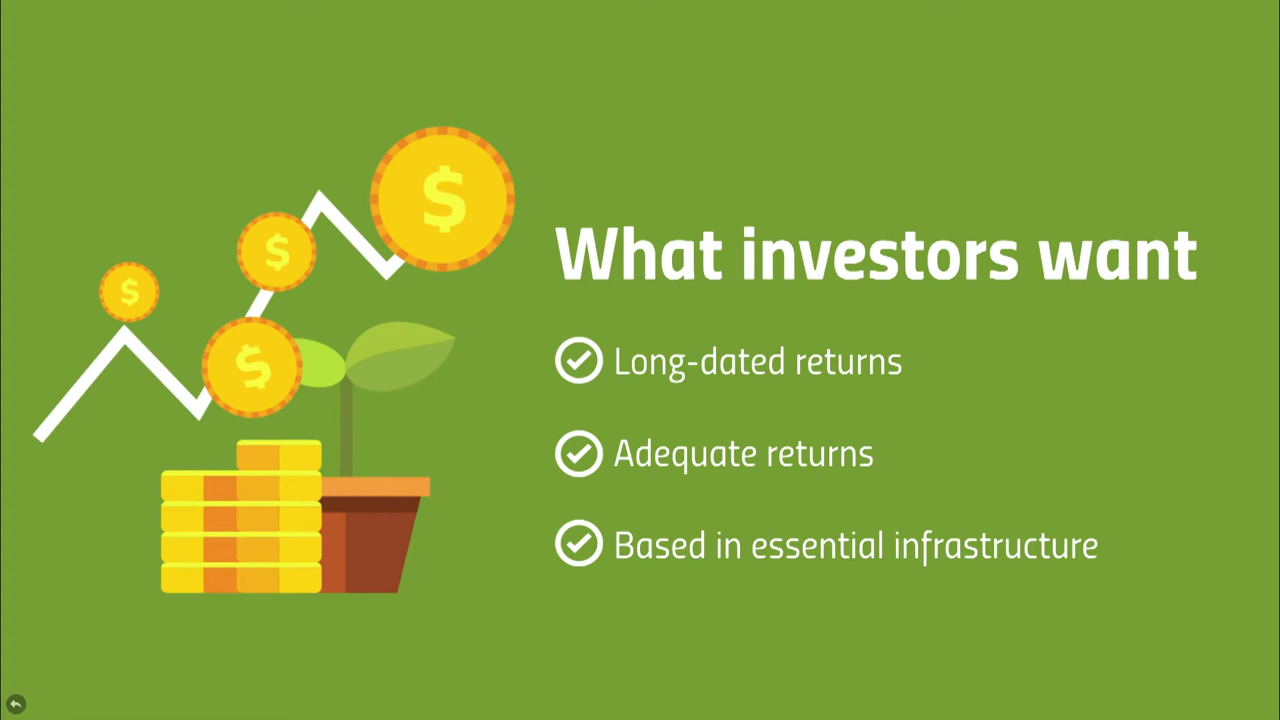 $
$
$
$
What investors want
Long-dated returns
Adequate returns
Based in essential infrastructure